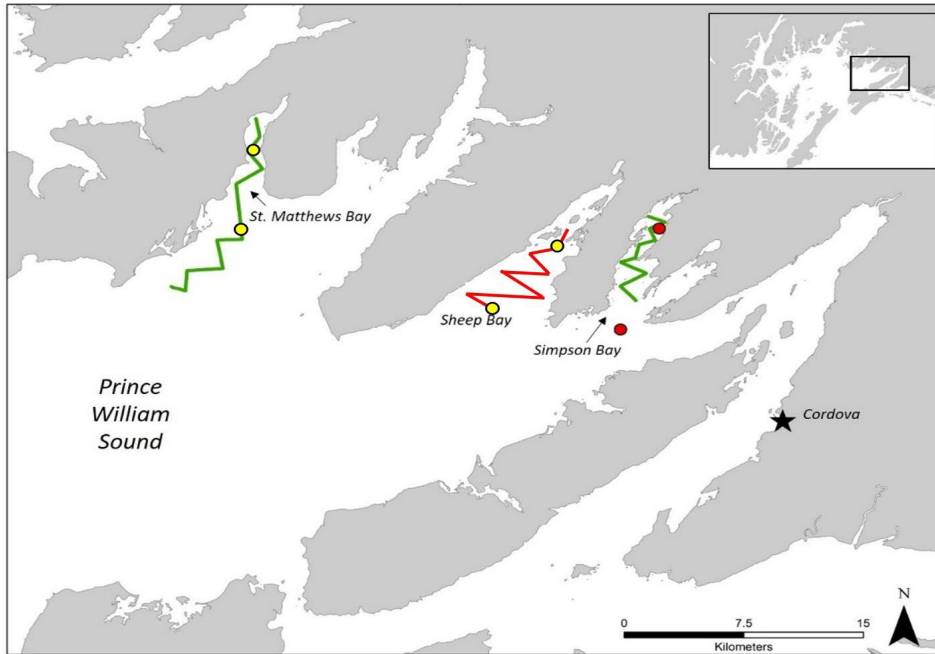 St. Matthews Bay
Sheep Bay
Simpson Bay
Prince
William
Sound
Cordova
N
0 7.5 15
Kilometers